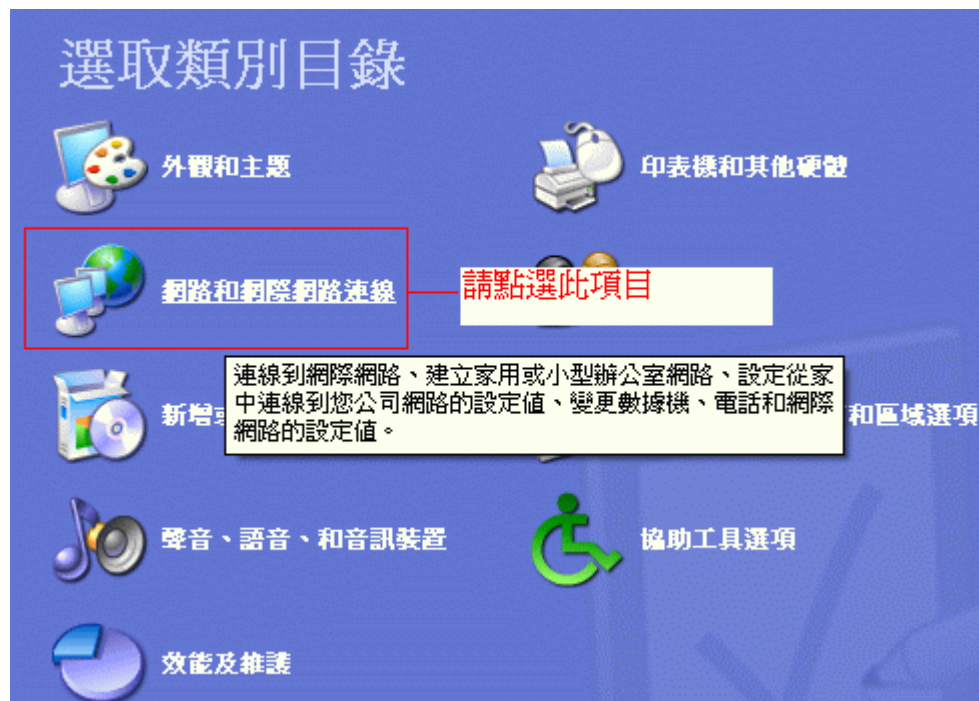 選取類別目錄
外觀和主題
印表機和其他硬體
網路和網際網路連線
請點選此項目
連線到網際網路、建立家用或小型辦公室網路、設定從家
中連線到您公司網路的設定值、變更數據機、電話和網際
網路的設定值。
新增
和區域選項
聲音、語音、和音訊裝置
協助工具選項
效能及維護